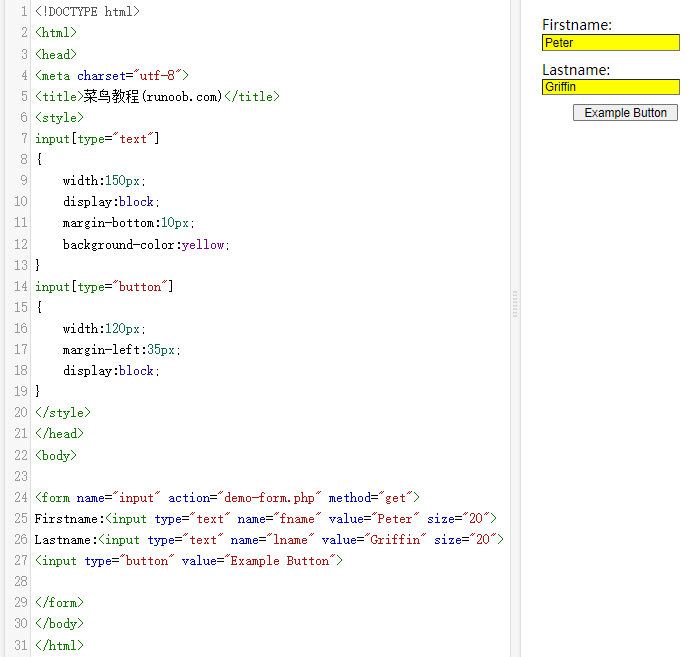 1 <!DOCTYPE html>
2 <html>
3 <head>
4 <meta charset="utf-8">
5 <title>菜鸟教程(runoob.com)</title>
6 <style>
7 input[type="text"]
8 {
9     width:150px;
10     display:block;
11     margin-bottom:10px;
12     background-color:yellow;
13 }
14 input[type="button"]
15 {
16     width:120px;
17     margin-left:35px;
18     display:block;
19 }
20 </style>
21 </head>
22 <body>
23
24 <form name="input" action="demo-form.php" method="get">
25 Firstname:<input type="text" name="fname" value="Peter" size="20">
26 Lastname:<input type="text" name="lname" value="Griffin" size="20">
27 <input type="button" value="Example Button">
28
29 </form>
30 </body>
31 </html>
Firstname:
Peter
Lastname:
Griffin
Example Button